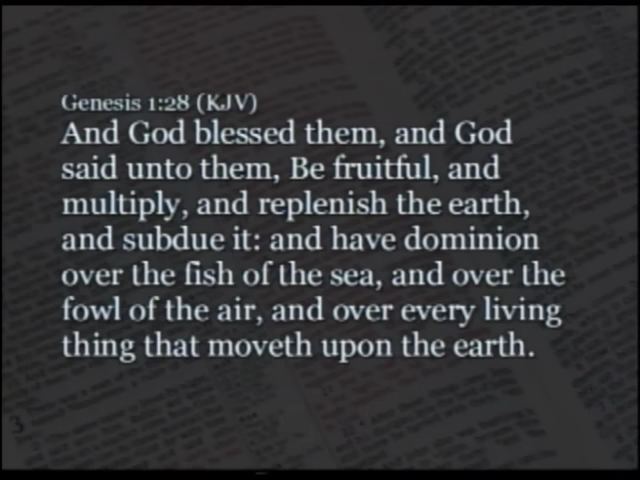 Genesis 1:28 (KJV)
And God blessed them, and God
said unto them, Be fruitful, and
multiply, and replenish the earth,
and subdue it: and have dominion
over the fish of the sea, and over the
fowl of the air, and over every living
thing that moveth upon the earth.
3